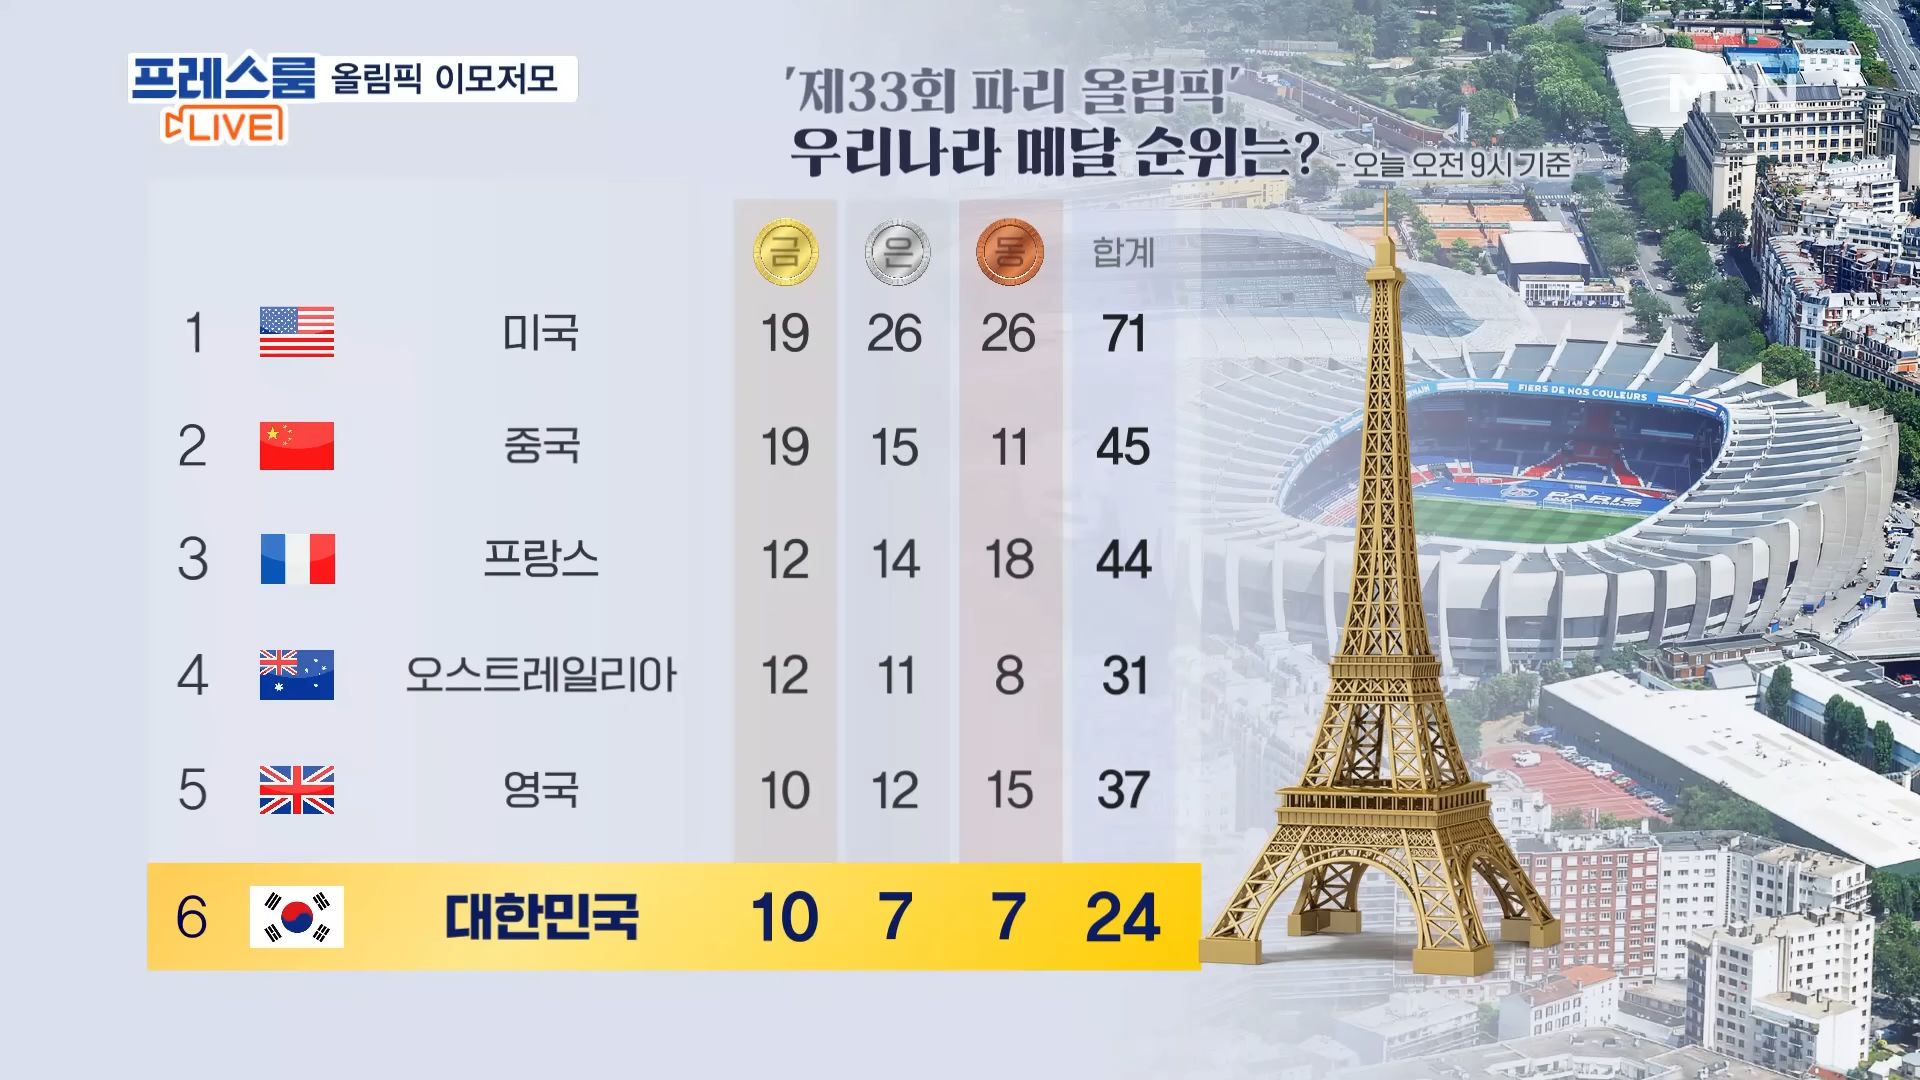 프레스룸 올림픽 이모저모
LIVE
MBN
'제33회 파리 올림픽'
우리나라 메달 순위는? - 오늘 오전 9시 기준
금 은 동 합계
1 미국 19 26 26 71
2 중국 19 15 11 45
3 프랑스 12 14 18 44
4 오스트레일리아 12 11 8 31
5 영국 10 12 15 37
6 대한민국 10 7 7 24
FIERS DE NOS COULEURS
PARIS
SAINT-GERMAIN